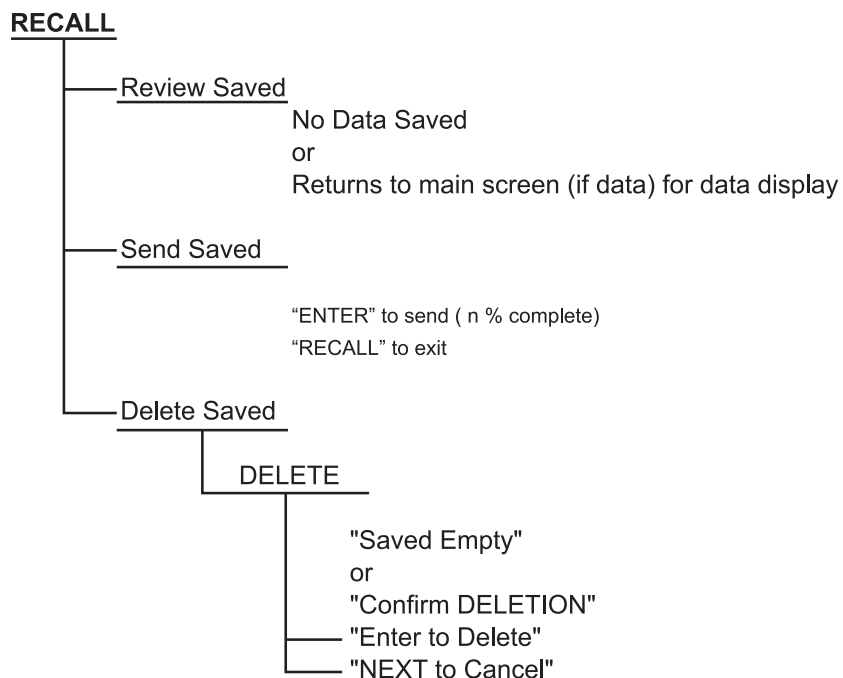 RECALL
Review Saved
No Data Saved
or
Returns to main screen (if data) for data display
Send Saved
“ENTER” to send ( n % complete)
“RECALL” to exit
Delete Saved
DELETE
"Saved Empty"
or
"Confirm DELETION"
"Enter to Delete"
"NEXT to Cancel"